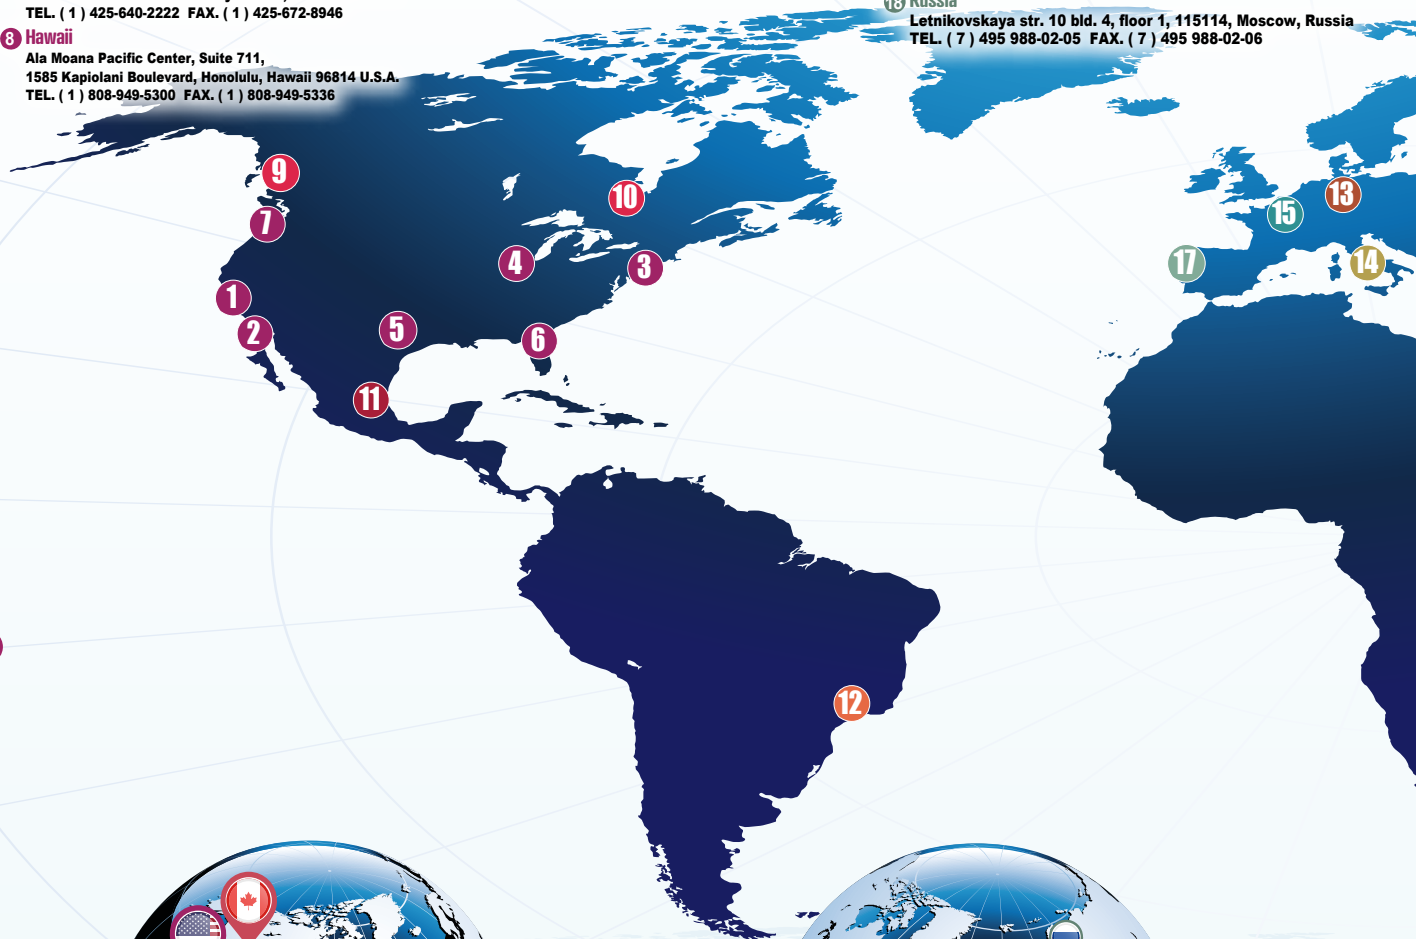 TEL. ( 1 ) 425-640-2222 FAX. ( 1 ) 425-672-8946
8 Hawaii
Ala Moana Pacific Center, Suite 711,
1585 Kapiolani Boulevard, Honolulu, Hawaii 96814 U.S.A.
TEL. ( 1 ) 808-949-5300 FAX. ( 1 ) 808-949-5336
18 Russia
Letnikovskaya str. 10 bld. 4, floor 1, 115114, Moscow, Russia
TEL. ( 7 ) 495 988-02-05 FAX. ( 7 ) 495 988-02-06
9
10
7
4
3
1
2
5
6
11
12
13
15
17
14